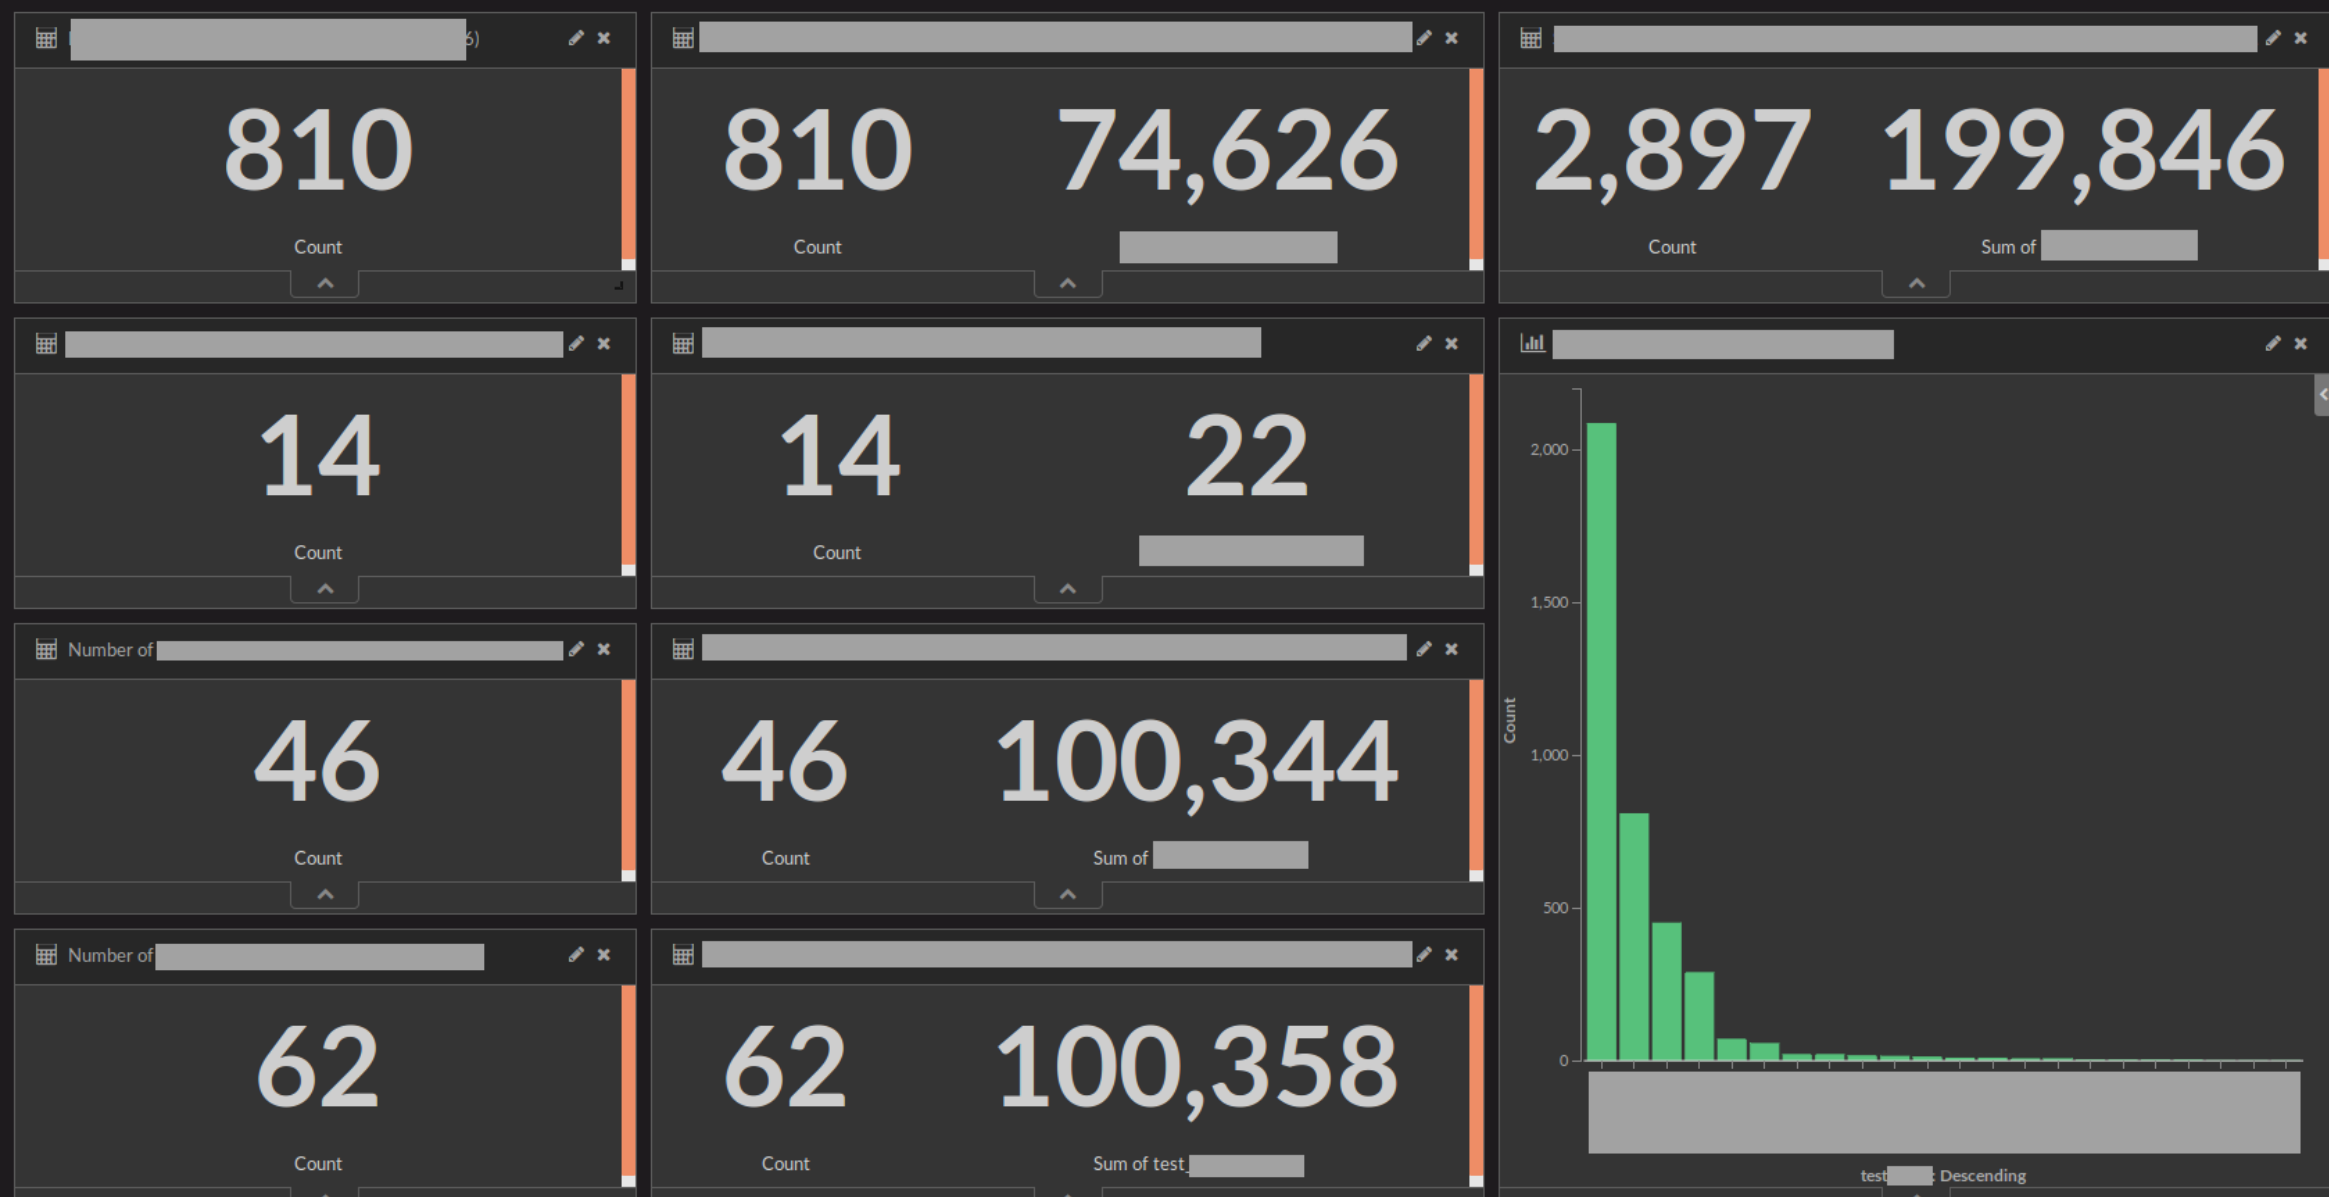 6)
810
Count
810 74,626
Count
2,897 199,846
Count Sum of
14
Count
14 22
Count
Number of
46
Count
46 100,344
Count Sum of
Number of
62
Count
62 100,358
Count Sum of test_
2,000
1,500
1,000
500
0
Count
test : Descending